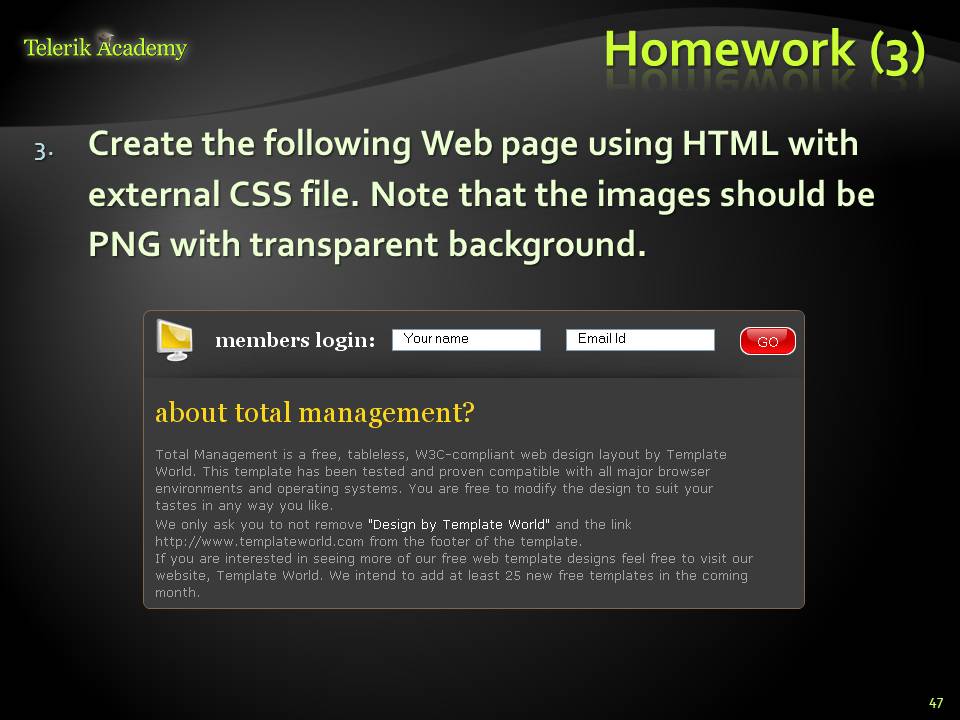 Telerik Academy
Homework (3)
3. Create the following Web page using HTML with
external CSS file. Note that the images should be
PNG with transparent background.
members login: Your name Email Id GO
about total management?
Total Management is a free, tableless, W3C-compliant web design layout by Template
World. This template has been tested and proven compatible with all major browser
environments and operating systems. You are free to modify the design to suit your
tastes in any way you like.
We only ask you to not remove "Design by Template World" and the link
http://www.templateworld.com from the footer of the template.
If you are interested in seeing more of our free web template designs feel free to visit our
website, Template World. We intend to add at least 25 new free templates in the coming
month.
47